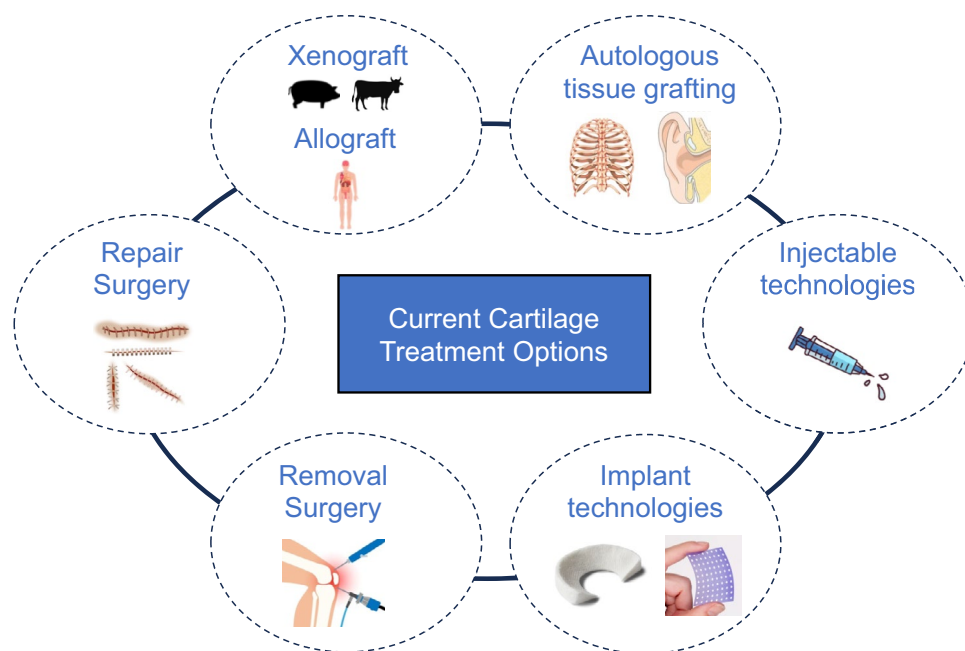 Xenograft
Allograft
Autologous
tissue grafting
Repair
Surgery
Current Cartilage
Treatment Options
Injectable
technologies
Removal
Surgery
Implant
technologies